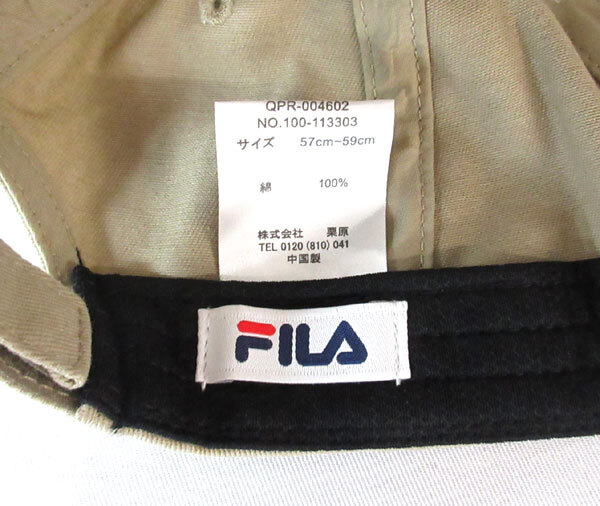 QPR-004602
NO.100-113303
サイズ 57cm~59cm
綿 100%
株式会社 栗原
TEL 0120 (810) 041
中国製
FILA